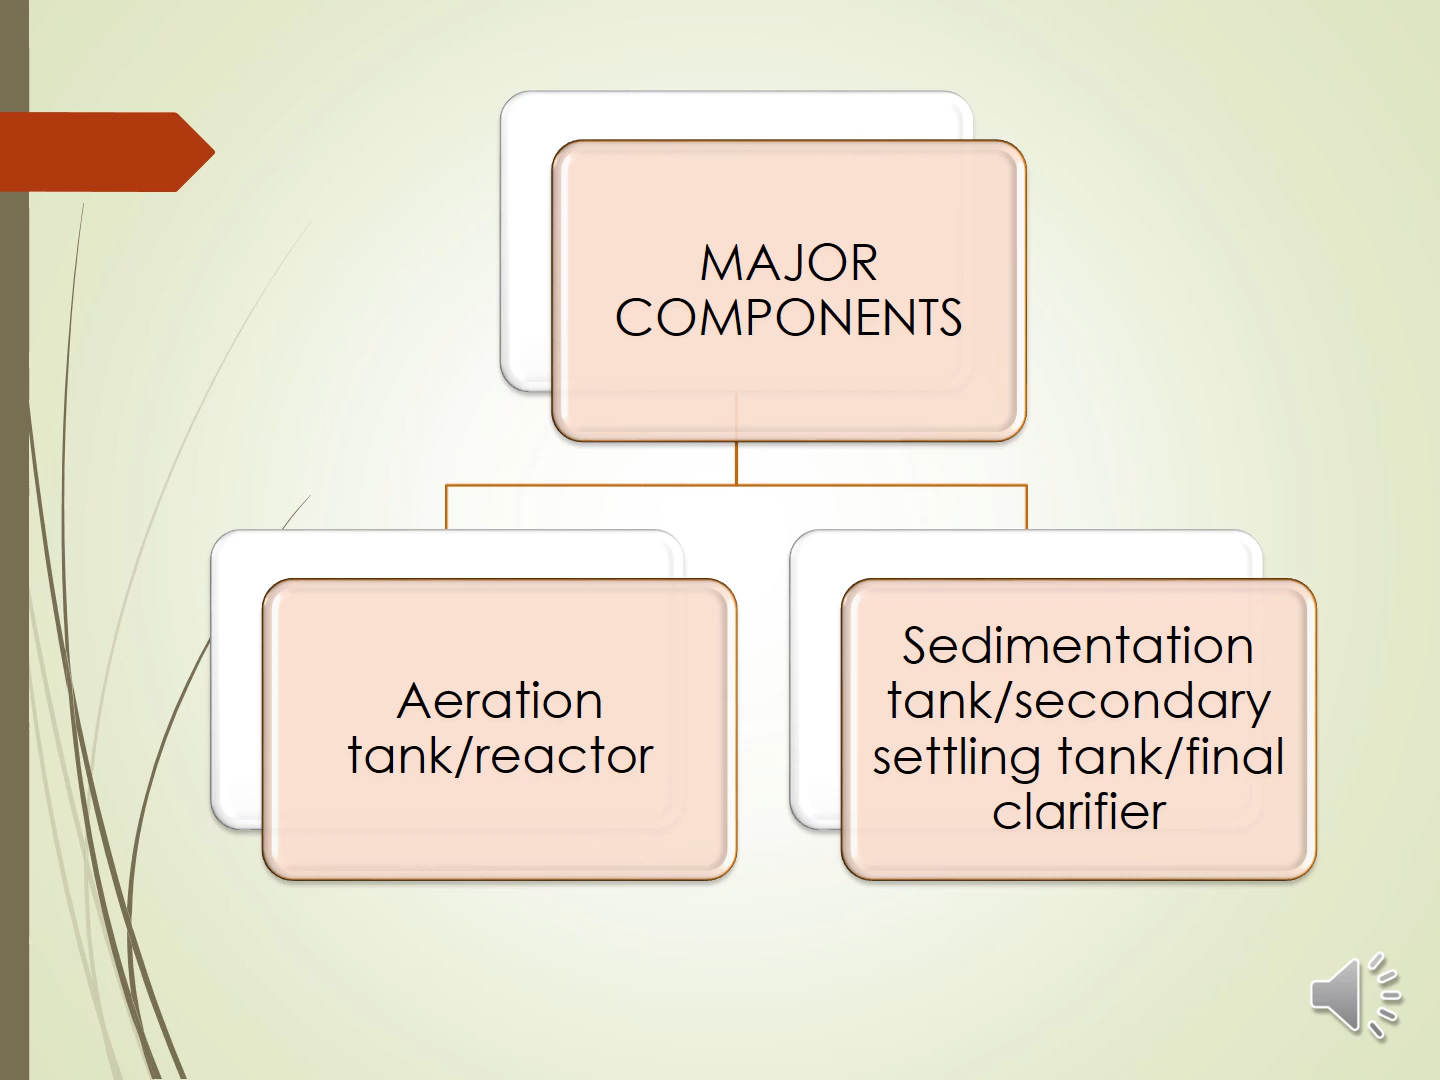 MAJOR
COMPONENTS
Aeration
tank/reactor
Sedimentation
tank/secondary
settling tank/final
clarifier